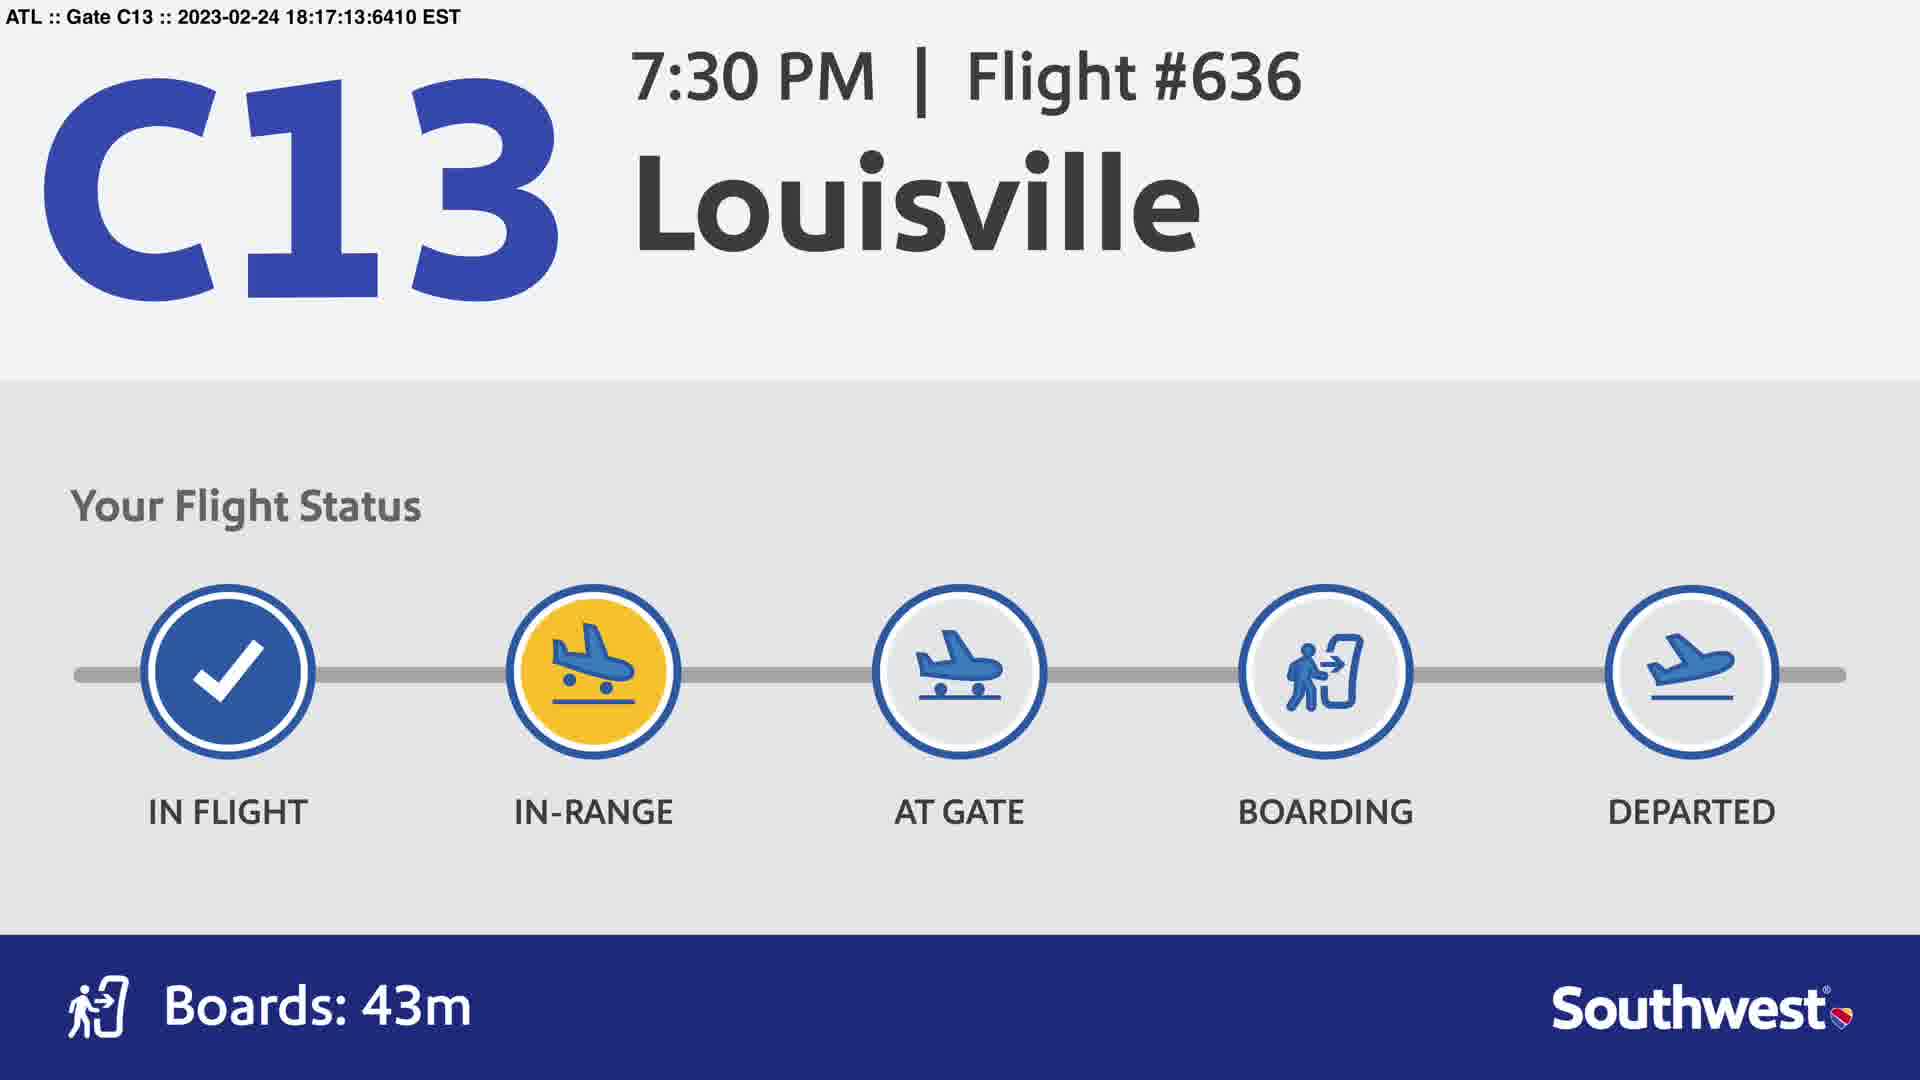 ATL :: Gate C13 :: 2023-02-24 18:17:13:6410 EST
C13
7:30 PM | Flight #636
Louisville
Your Flight Status
IN FLIGHT
IN-RANGE
AT GATE
BOARDING
DEPARTED
Boards: 43m
Southwest®